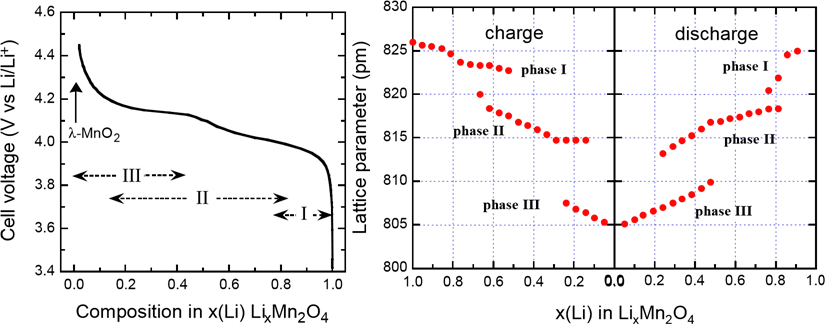 4.6
4.4
4.2
4.0
3.8
3.6
3.4
Cell voltage (V vs Li/Li⁺)
λ-MnO₂
III
II
I
0.0 0.2 0.4 0.6 0.8 1.0
Composition in x(Li) LiₓMn₂O₄
830
825
820
815
810
805
800
Lattice parameter (pm)
charge
discharge
phase I
phase I
phase II
phase II
phase III
phase III
1.0 0.8 0.6 0.4 0.2 0.0 0.0 0.2 0.4 0.6 0.8 1.0
x(Li) in LiₓMn₂O₄